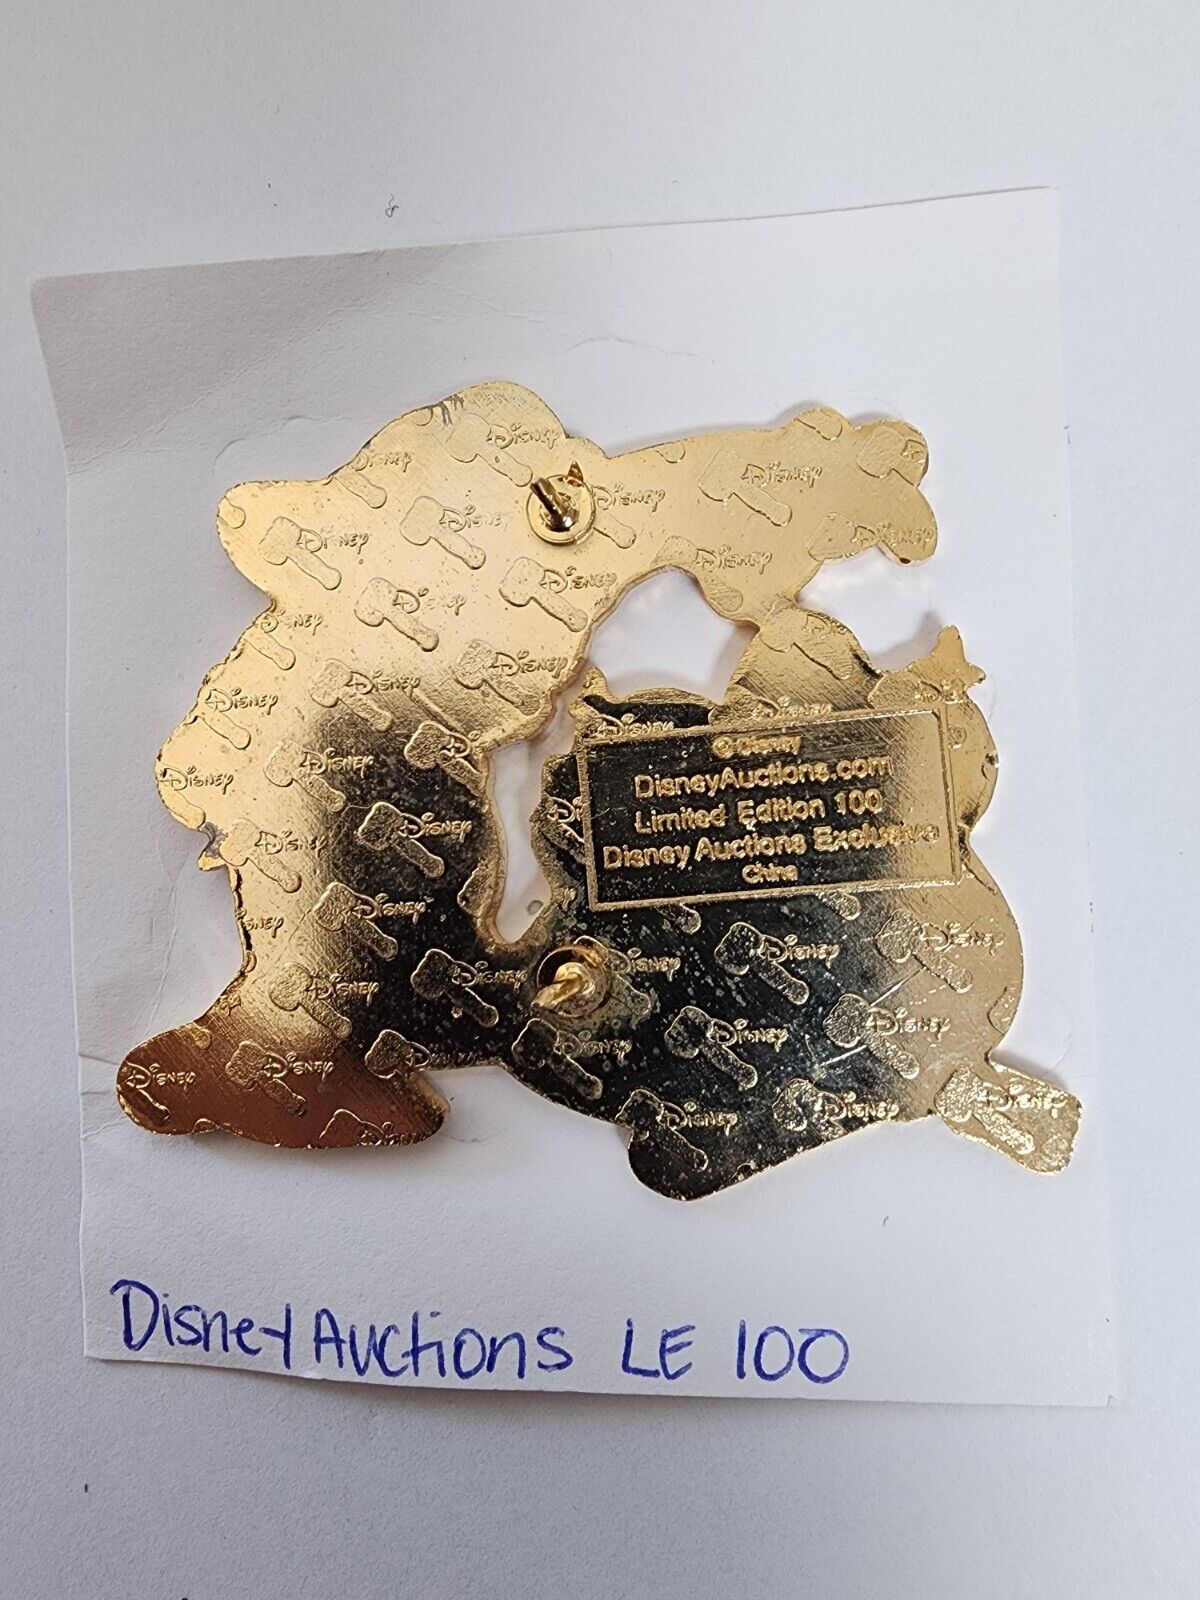 © Disney
DisneyAuctions.com
Limited Edition 100
Disney Auctions Exclusive
China
Disney Auctions LE 100